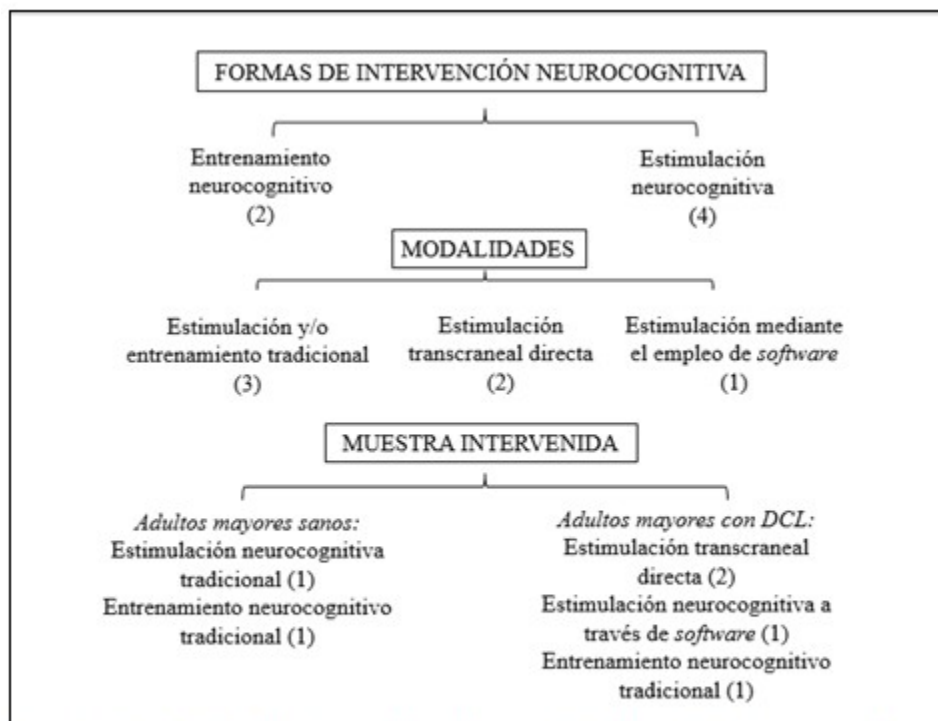 FORMAS DE INTERVENCIÓN NEUROCOGNITIVA
Entrenamiento
neurocognitivo
(2)
Estimulación
neurocognitiva
(4)
MODALIDADES
Estimulación y/o
entrenamiento tradicional
(3)
Estimulación
transcraneal directa
(2)
Estimulación mediante
el empleo de software
(1)
MUESTRA INTERVENIDA
Adultos mayores sanos:
Estimulación neurocognitiva
tradicional (1)
Entrenamiento neurocognitivo
tradicional (1)
Adultos mayores con DCL:
Estimulación transcraneal
directa (2)
Estimulación neurocognitiva a
través de software (1)
Entrenamiento neurocognitivo
tradicional (1)